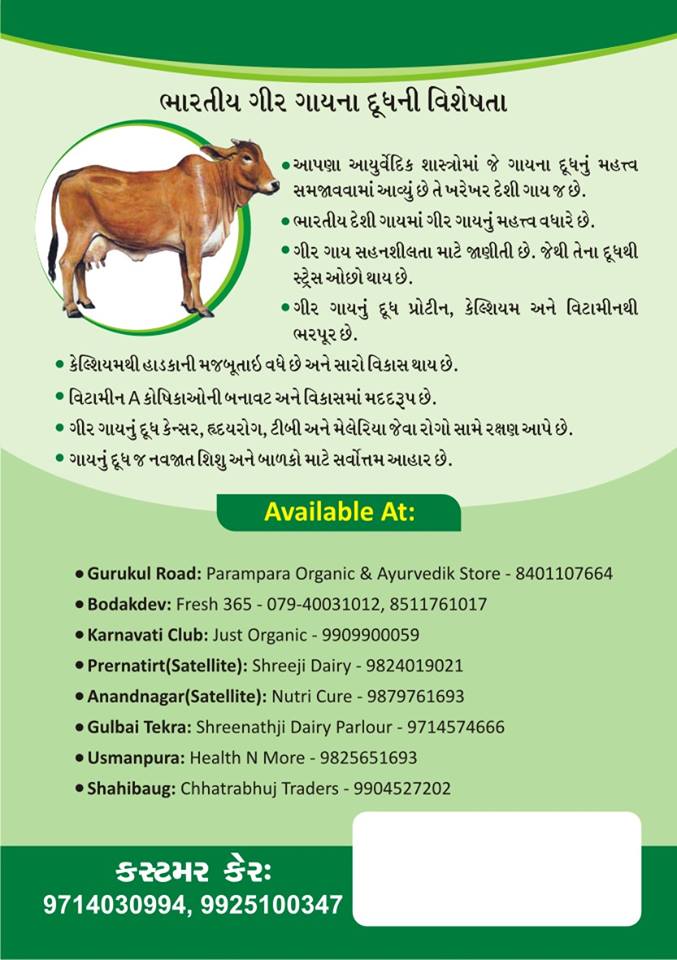 ભારતીય ગીર ગાયના દૂધની વિશેષતા
• આપણા આયુર્વેદિક શાસ્ત્રોમાં જે ગાયના દૂધનું મહત્ત્વ
સમજાવવામાં આવ્યું છે તે ખરેખર દેશી ગાય જ છે.
• ભારતીય દેશી ગાયમાં ગીર ગાયનું મહત્ત્વ વધારે છે.
• ગીર ગાય સહનશીલતા માટે જાણીતી છે. જેથી તેના દૂધથી
સ્ટ્રેસ ઓછો થાય છે.
• ગીર ગાયનું દૂધ પ્રોટીન, કેલ્શિયમ અને વિટામીનથી
ભરપૂર છે.
• કેલ્શિયમથી હાડકાની મજબૂતાઇ વધે છે અને સારો વિકાસ થાય છે.
• વિટામીન A કોષિકાઓની બનાવટ અને વિકાસમાં મદદરૂપ છે.
• ગીર ગાયનું દૂધ કેન્સર, હૃદયરોગ, ટીબી અને મેલેરિયા જેવા રોગો સામે રક્ષણ આપે છે.
• ગાયનું દૂધ જ નવજાત શિશુ અને બાળકો માટે સર્વોત્તમ આહાર છે.
Available At:
• Gurukul Road: Parampara Organic & Ayurvedik Store - 8401107664
• Bodakdev: Fresh 365 - 079-40031012, 8511761017
• Karnavati Club: Just Organic - 9909900059
• Prernatirt(Satellite): Shreeji Dairy - 9824019021
• Anandnagar(Satellite): Nutri Cure - 9879761693
• Gulbai Tekra: Shreenathji Dairy Parlour - 9714574666
• Usmanpura: Health N More - 9825651693
• Shahibaug: Chhatrabhuj Traders - 9904527202
કસ્ટમર કેર:
9714030994, 9925100347